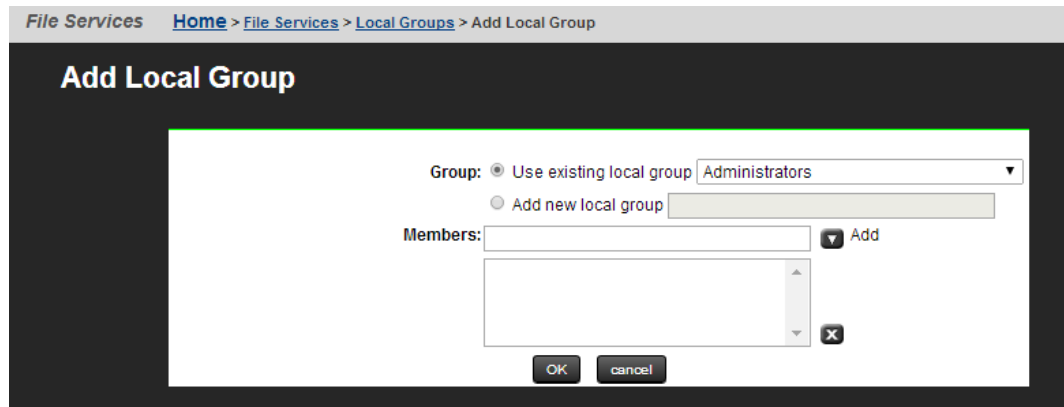 File Services Home > File Services > Local Groups > Add Local Group
Add Local Group
Group: Use existing local group Administrators
Add new local group
Members: Add
OK cancel